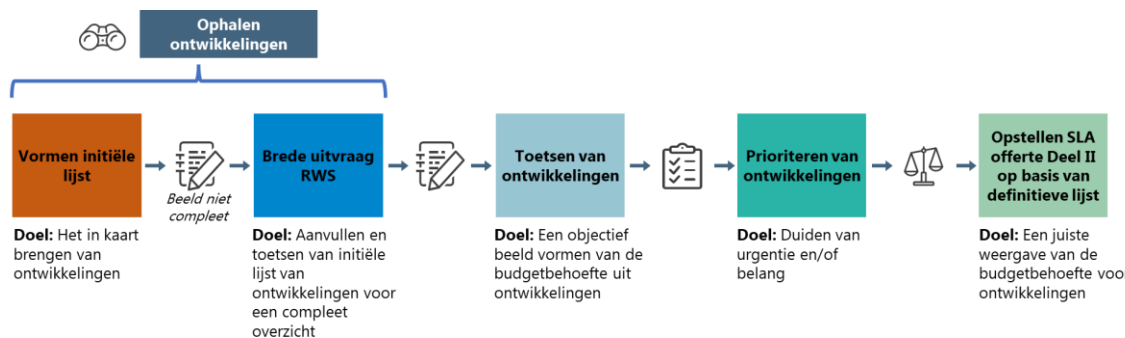 Ophalen
ontwikkelingen
Vormen initiële
lijst
Beeld niet
compleet
Brede uitvraag
RWS
Toetsen van
ontwikkelingen
Prioriteren van
ontwikkelingen
Opstellen SLA
offerte Deel II
op basis van
definitieve lijst
Doel: Het in kaart
brengen van
ontwikkelingen
Doel: Aanvullen en
toetsen van initiële
lijst van
ontwikkelingen voor
een compleet
overzicht
Doel: Een objectief
beeld vormen van de
budgetbehoefte uit
ontwikkelingen
Doel: Duiden van
urgentie en/of
belang
Doel: Een juiste
weergave van de
budgetbehoefte voo
ontwikkelingen